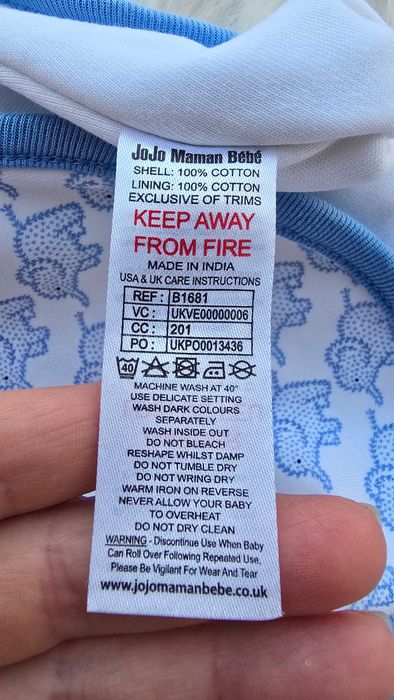 JoJo Maman Bébé
SHELL: 100% COTTON
LINING: 100% COTTON
EXCLUSIVE OF TRIMS
KEEP AWAY
FROM FIRE
MADE IN INDIA
USA & UK CARE INSTRUCTIONS
REF: B1681
VC: UKVE00000006
CC: 201
PO: UKPO0013436
40
MACHINE WASH AT 40°
USE DELICATE SETTING
WASH DARK COLOURS
SEPARATELY
WASH INSIDE OUT
DO NOT BLEACH
RESHAPE WHILST DAMP
DO NOT TUMBLE DRY
DO NOT WRING DRY
WARM IRON ON REVERSE
NEVER ALLOW YOUR BABY
TO OVERHEAT
DO NOT DRY CLEAN
WARNING - Discontinue Use When Baby
Can Roll Over Following Repeated Use,
Please Be Vigilant For Wear And Tear
www.jojomamanbebe.co.uk